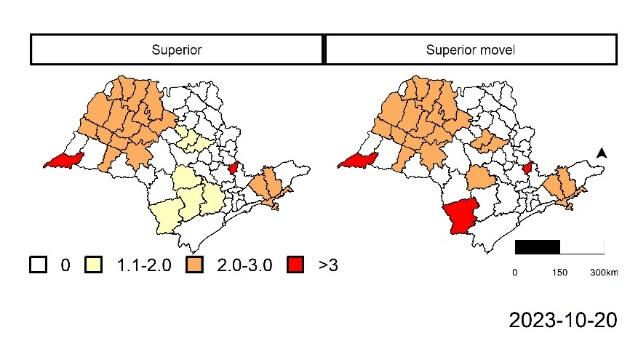 Superior
Superior movel
0 1.1-2.0 2.0-3.0 >3
0 150 300km
2023-10-20